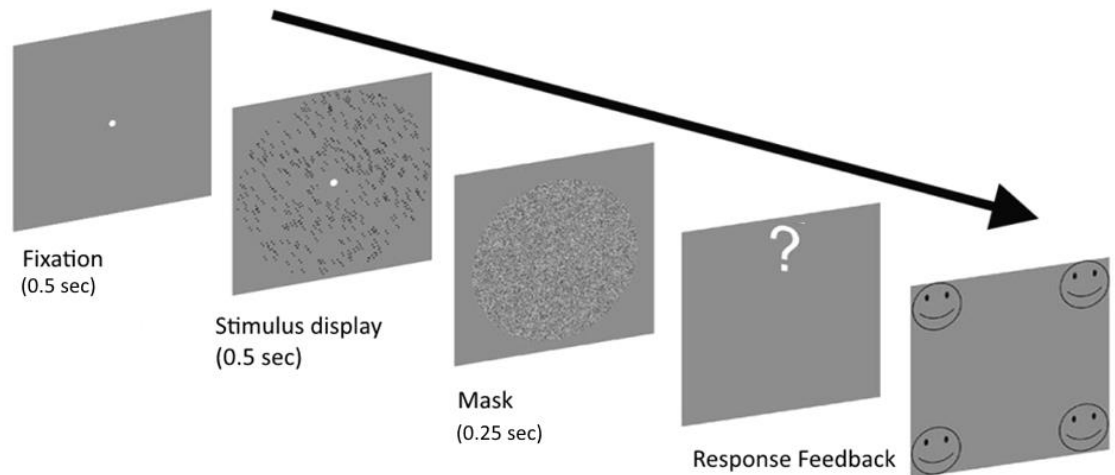 Fixation
(0.5 sec)
Stimulus display
(0.5 sec)
Mask
(0.25 sec)
?
Response Feedback